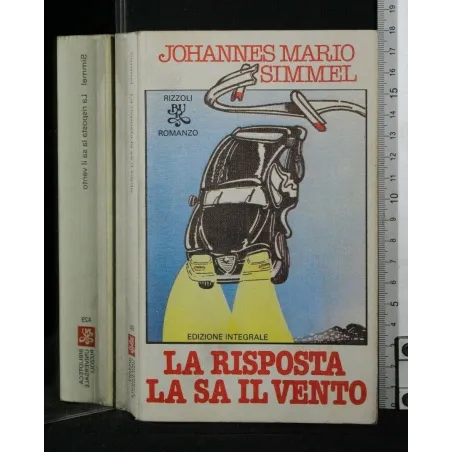 JOHANNES MARIO
SIMMEL
RIZZOLI
BUR
ROMANZO
EDIZIONE INTEGRALE
LA RISPOSTA
LA SA IL VENTO
Simmel La risposta la sa il vento